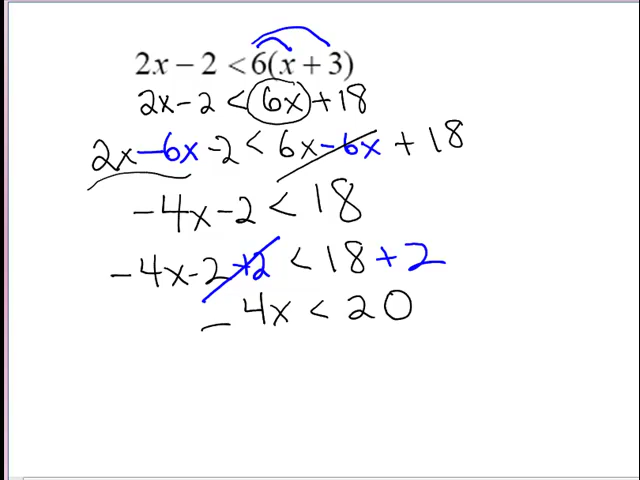 2x − 2 < 6(x + 3)
2x − 2 < 6x + 18
2x − 6x − 2 < 6x − 6x + 18
−4x − 2 < 18
−4x − 2 + 2 < 18 + 2
−4x < 20